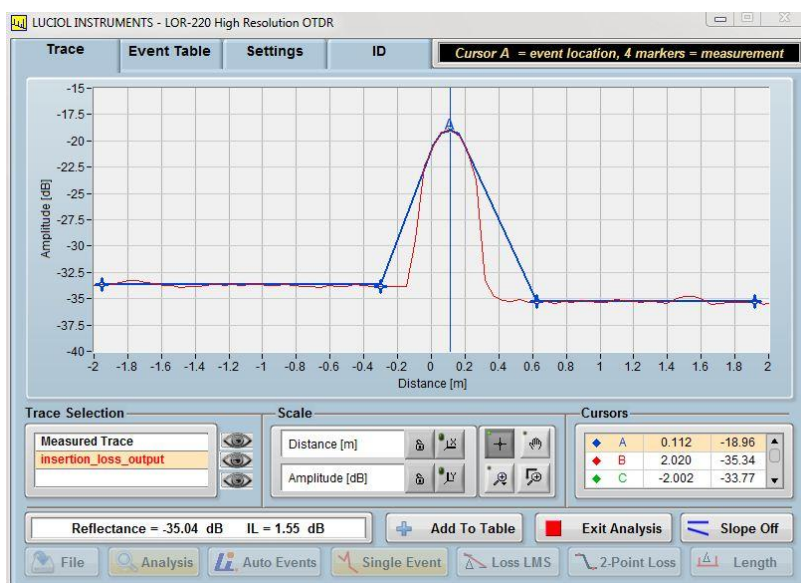 LUCIOL INSTRUMENTS - LOR-220 High Resolution OTDR
Trace Event Table Settings ID Cursor A = event location, 4 markers = measurement
-15
-17.5
-20
-22.5
-25
-27.5
-30
-32.5
-35
-37.5
-40
Amplitude [dB]
-2 -1.8 -1.6 -1.4 -1.2 -1 -0.8 -0.6 -0.4 -0.2 0 0.2 0.4 0.6 0.8 1 1.2 1.4 1.6 1.8 2
Distance [m]
Trace Selection
Measured Trace
insertion_loss_output
Scale
Distance [m]
Amplitude [dB]
Cursors
A 0.112 -18.96
B 2.020 -35.34
C -2.002 -33.77
Reflectance = -35.04 dB IL = 1.55 dB Add To Table Exit Analysis Slope Off
File Analysis Auto Events Single Event Loss LMS 2-Point Loss Length